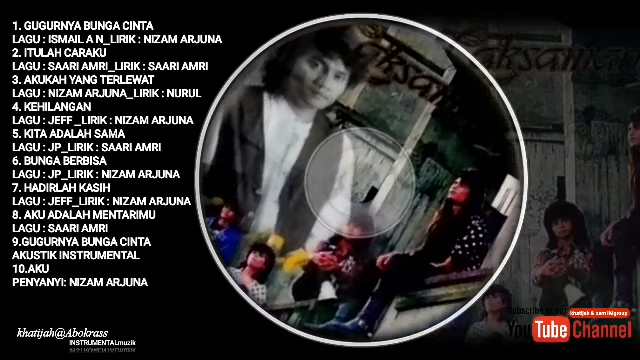 1. GUGURNYA BUNGA CINTA
LAGU : ISMAIL A N_LIRIK : NIZAM ARJUNA
2. ITULAH CARAKU
LAGU : SAARI AMRI_LIRIK : SAARI AMRI
3. AKUKAH YANG TERLEWAT
LAGU : NIZAM ARJUNA_LIRIK : NURUL
4. KEHILANGAN
LAGU : JEFF_LIRIK : NIZAM ARJUNA
5. KITA ADALAH SAMA
LAGU : JP_LIRIK : SAARI AMRI
6. BUNGA BERBISA
LAGU : JP_LIRIK : NIZAM ARJUNA
7. HADIRLAH KASIH
LAGU : JEFF_LIRIK : NIZAM ARJUNA
8. AKU ADALAH MENTARIMU
LAGU : SAARI AMRI
9.GUGURNYA BUNGA CINTA
AKUSTIK INSTRUMENTAL
10.AKU
PENYANYI: NIZAM ARJUNA
khatijah@Abokrass
INSTRUMENTALmuzik
Subscribe
YouTube Channel